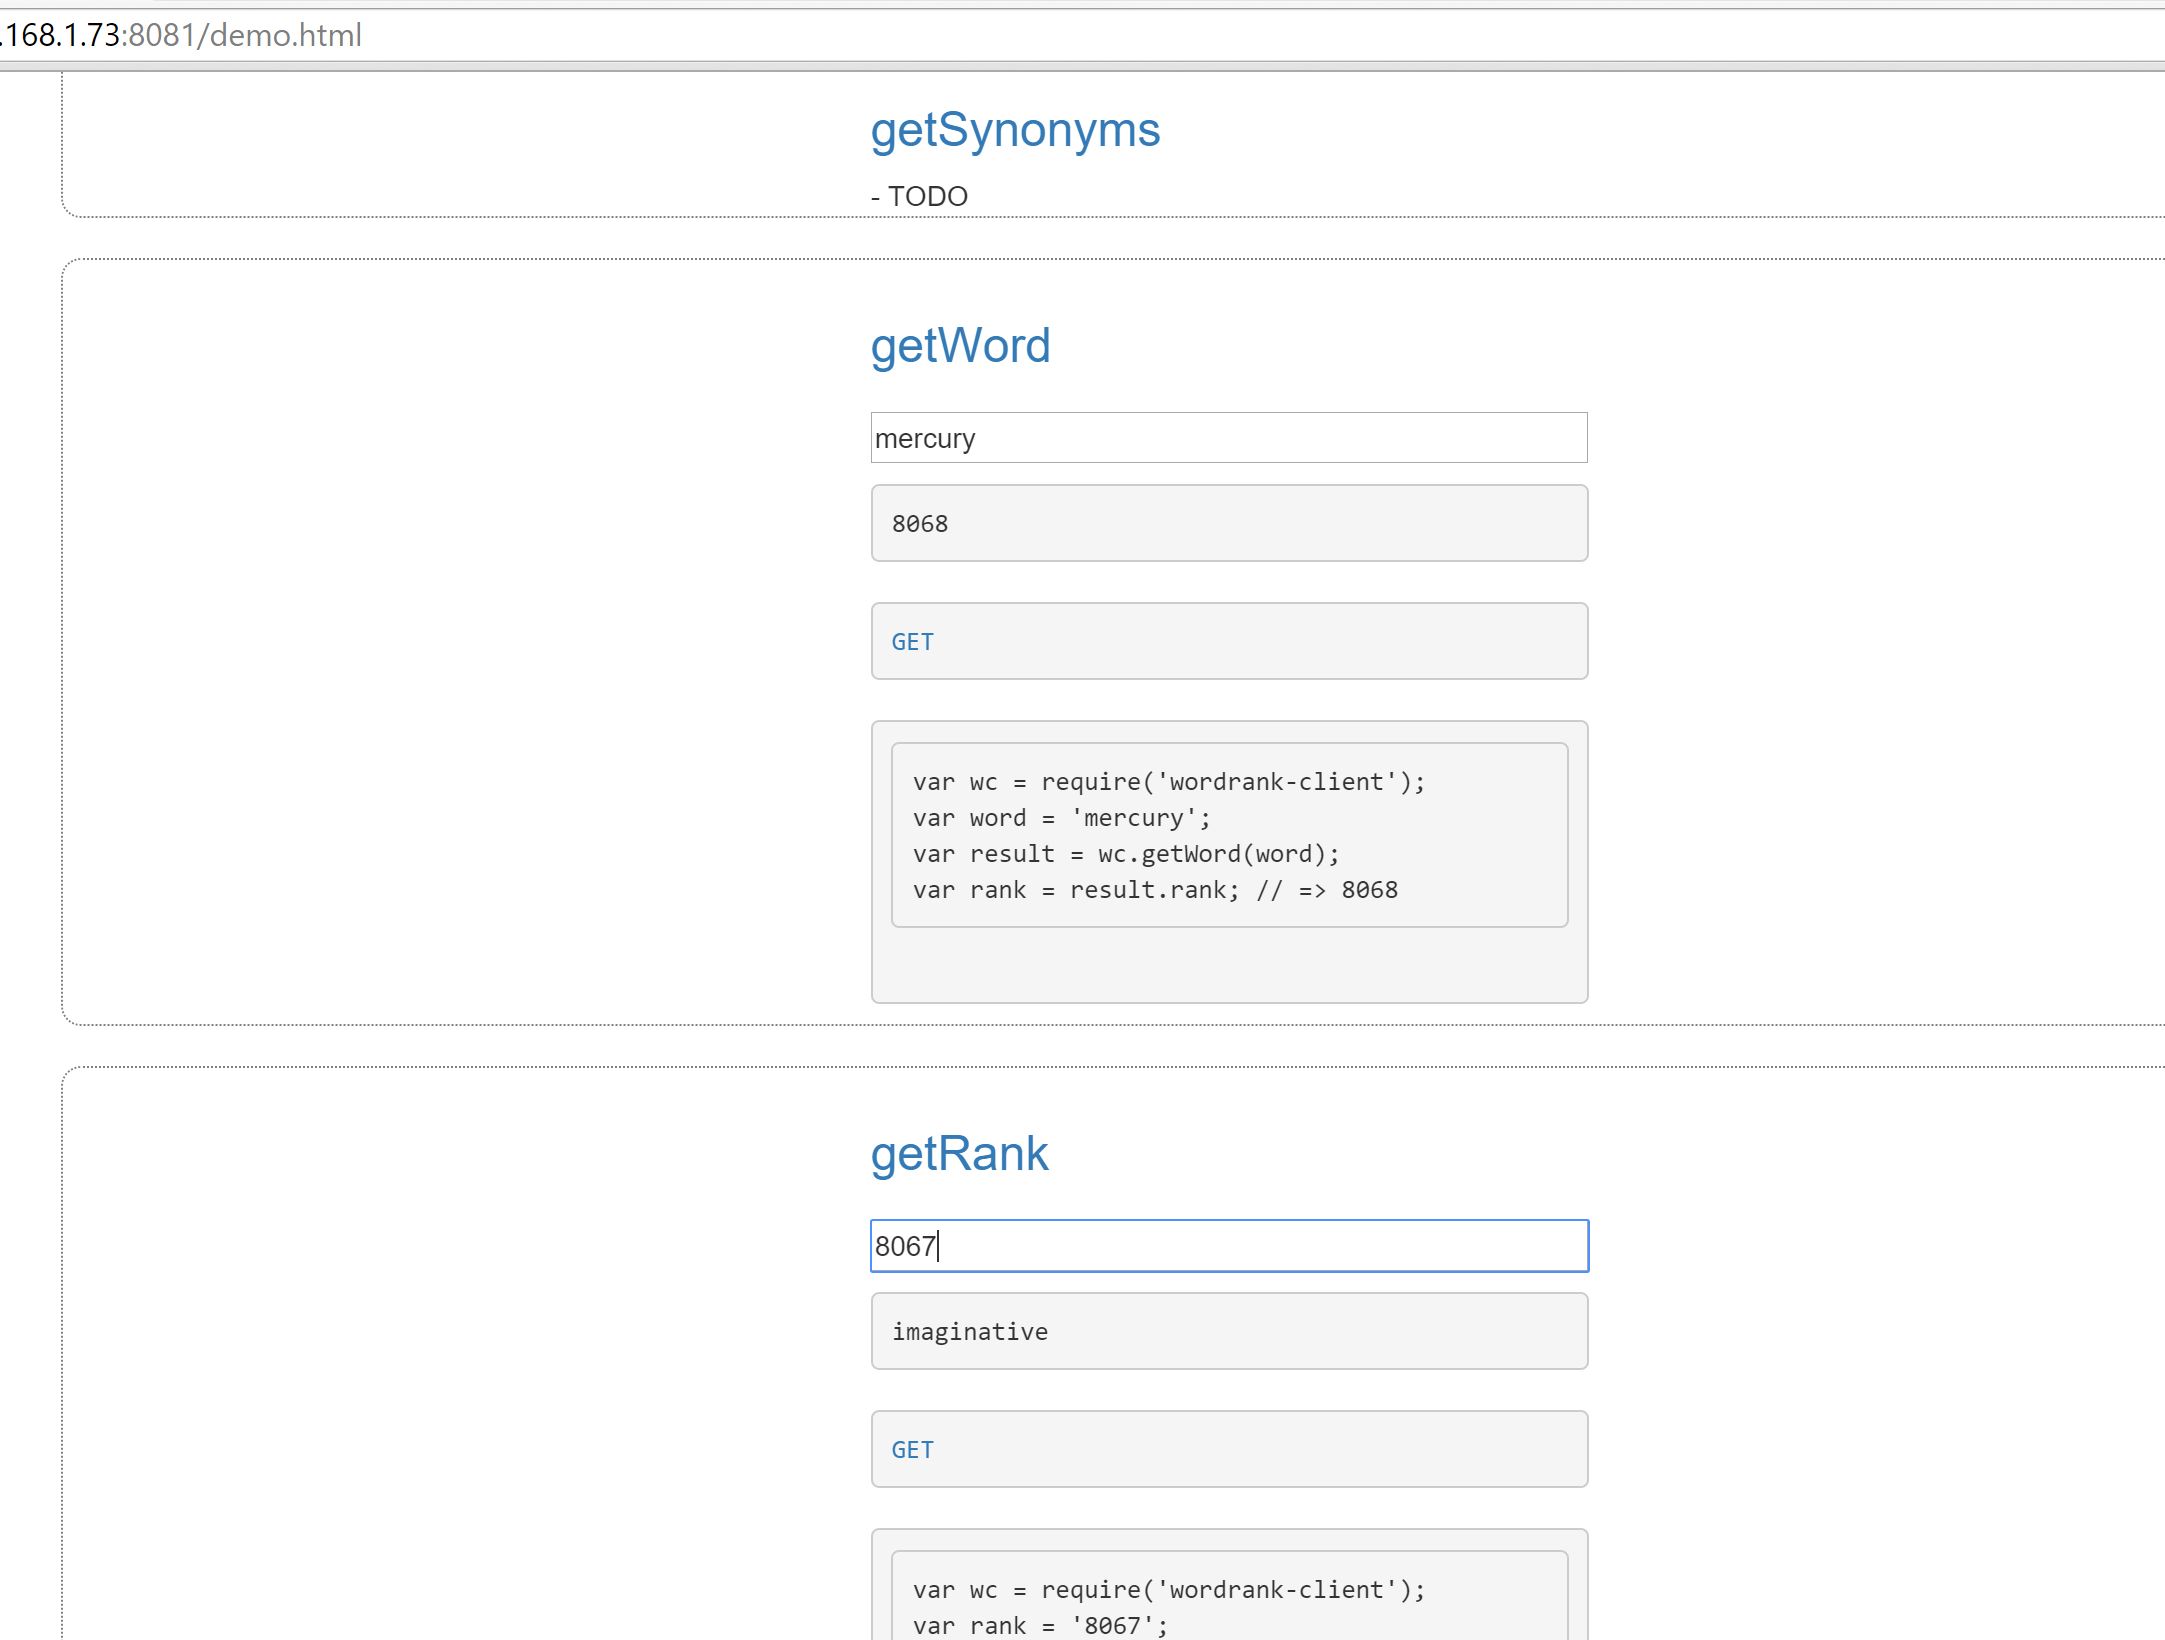 .168.1.73:8081/demo.html
getSynonyms
- TODO
getWord
mercury
8068
GET
var wc = require('wordrank-client');
var word = 'mercury';
var result = wc.getWord(word);
var rank = result.rank; // => 8068
getRank
8067
imaginative
GET
var wc = require('wordrank-client');
var rank = '8067';